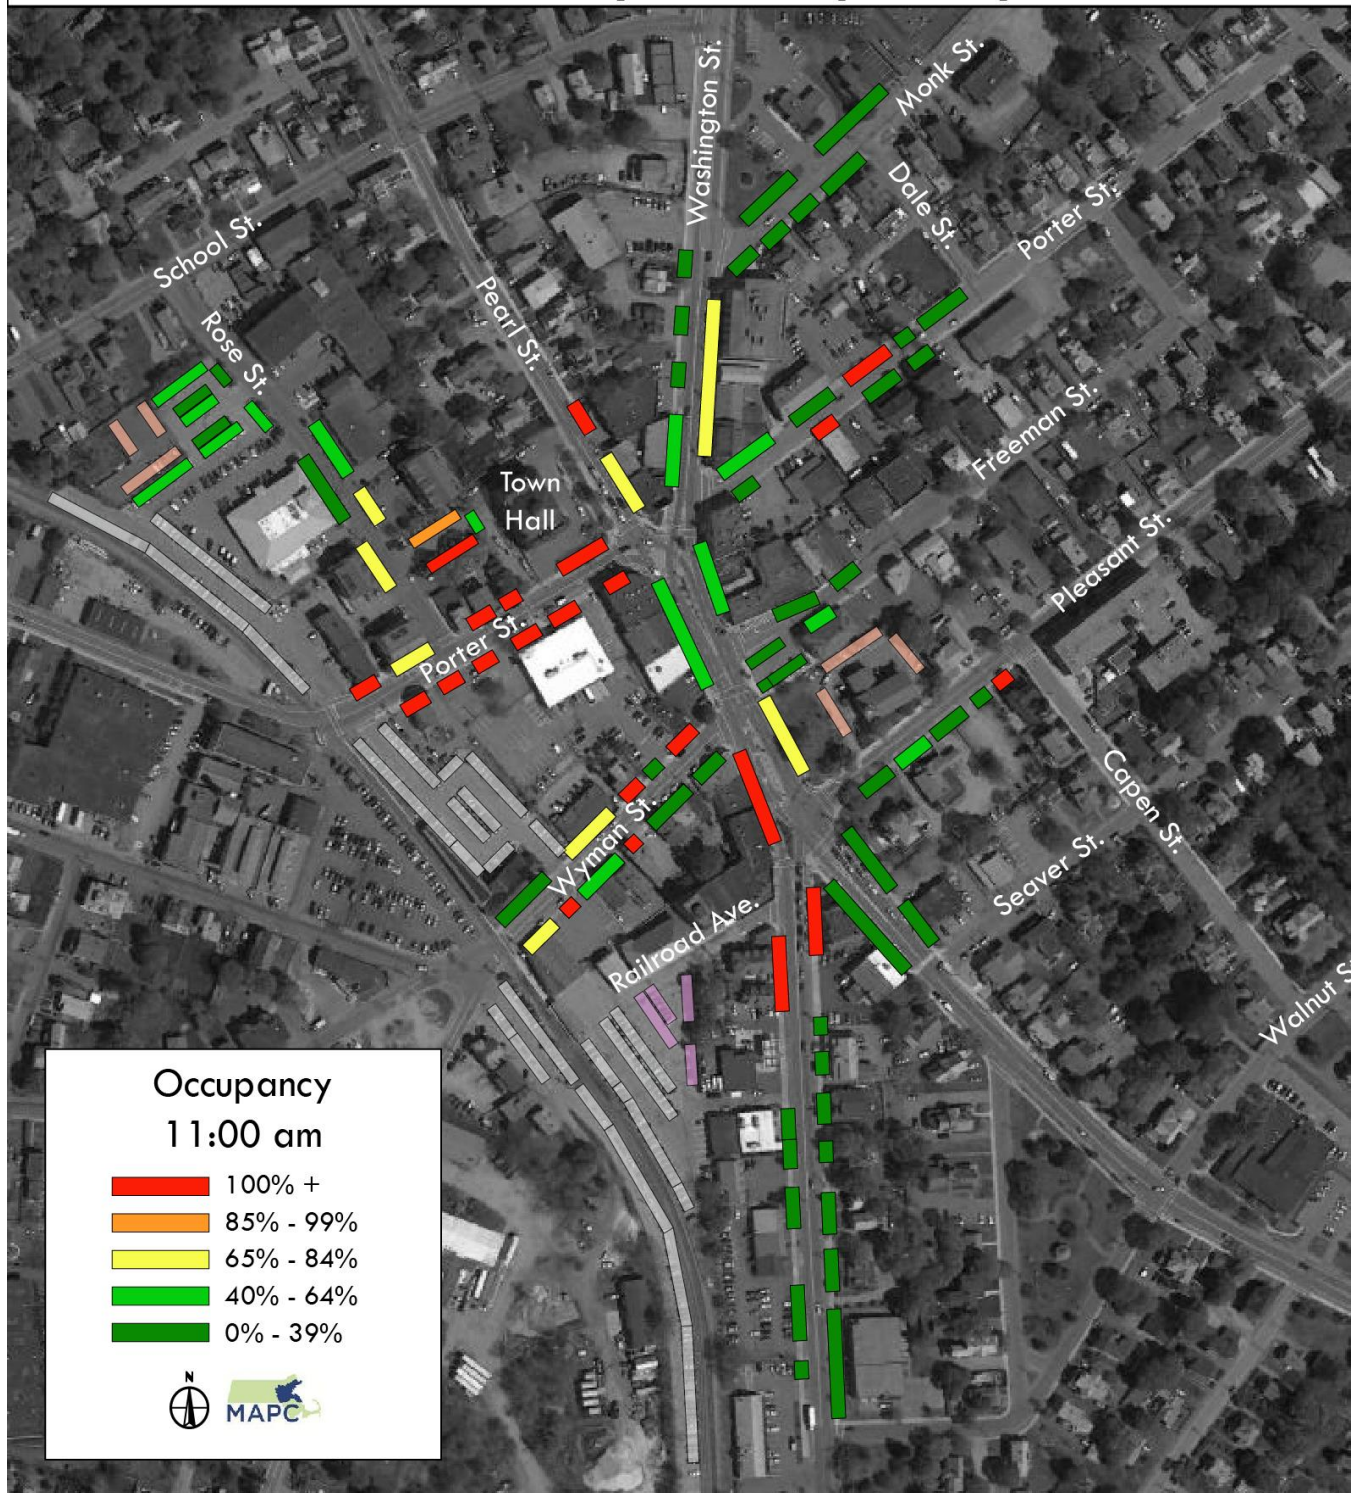 Washington St.
Monk St.
Dale St.
Porter St.
School St.
Pearl St.
Rose St.
Freeman St.
Town
Hall
Pleasant St.
Porter St.
Capen St.
Wyman St.
Seaver St.
Railroad Ave.
Walnut S
Occupancy
11:00 am
100% +
85% - 99%
65% - 84%
40% - 64%
0% - 39%
N
MAPC